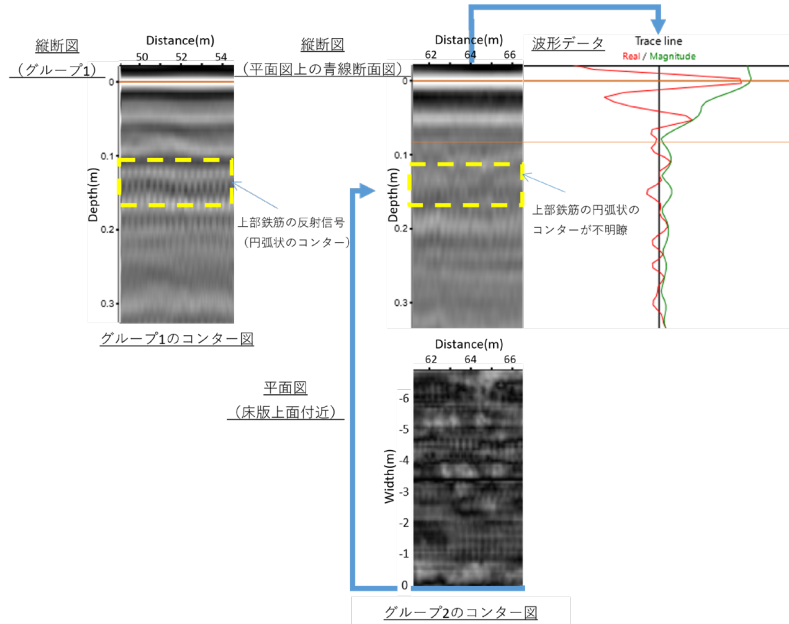 縦断図
(グループ1)
Distance(m)
50 52 54
0
0.1
0.2
0.3
Depth(m)
上部鉄筋の反射信号
(円弧状のコンター)
グループ1のコンター図
縦断図
(平面図上の青線断面図)
Distance(m)
62 64 66
0
0.1
0.2
0.3
Depth(m)
波形データ
Trace line
Real / Magnitude
上部鉄筋の円弧状の
コンターが不明瞭
平面図
(床版上面付近)
Distance(m)
62 64 66
-6
-5
-4
-3
-2
-1
0
Width(m)
グループ2のコンター図